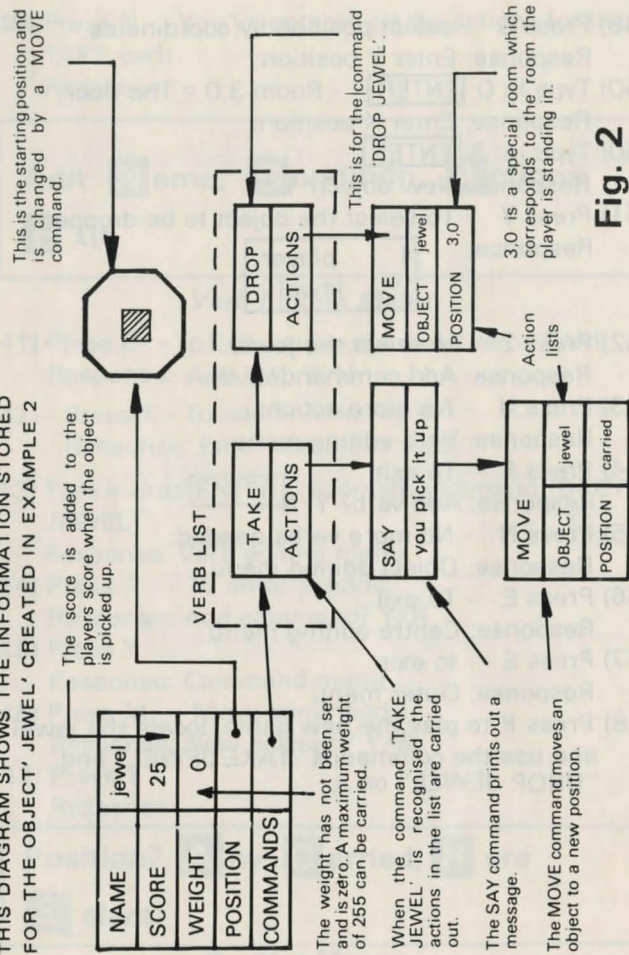 THIS DIAGRAM SHOWS THE INFORMATION STORED
FOR THE OBJECT,' JEWEL ' CREATED IN EXAMPLE 2
This is the starting position and
is changed by a MOVE
command.
The score is added to the
players score when the object
is picked up.
NAME jewel
SCORE 25
WEIGHT 0
POSITION
COMMANDS
VERB LIST
TAKE
ACTIONS
DROP
ACTIONS
The weight has not been set
and is zero. A maximum weight
of 255 can be carried.
When the command 'TAKE
JEWEL' is recognised the
actions the list are carried
out.
The SAY command prints out a
message.
The MOVE command moves an
object to a new position.
SAY
you pick it up
MOVE
OBJECT jewel
POSITION carried
This is for the command
'DROP JEWEL'.
MOVE
OBJECT jewel
POSITION 3,0
Action
lists
3,0 is a special room which
corresponds to the room the
player is standing in.
Fig. 2